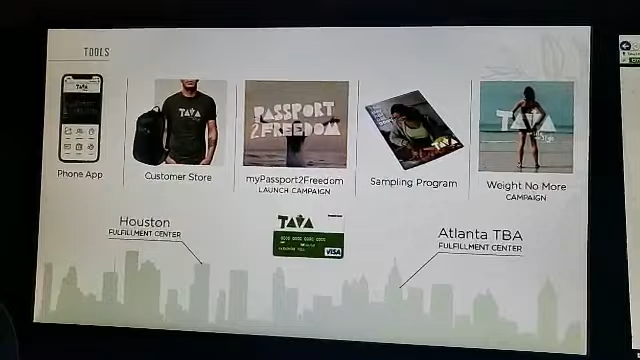 TOOLS
TAVA
PASSPORT
2FREEDOM
TAVA
Phone App
Customer Store
myPassport2Freedom
LAUNCH CAMPAIGN
Sampling Program
Weight No More
CAMPAIGN
Houston
FULFILLMENT CENTER
TAVA
VISA
Atlanta TBA
FULFILLMENT CENTER